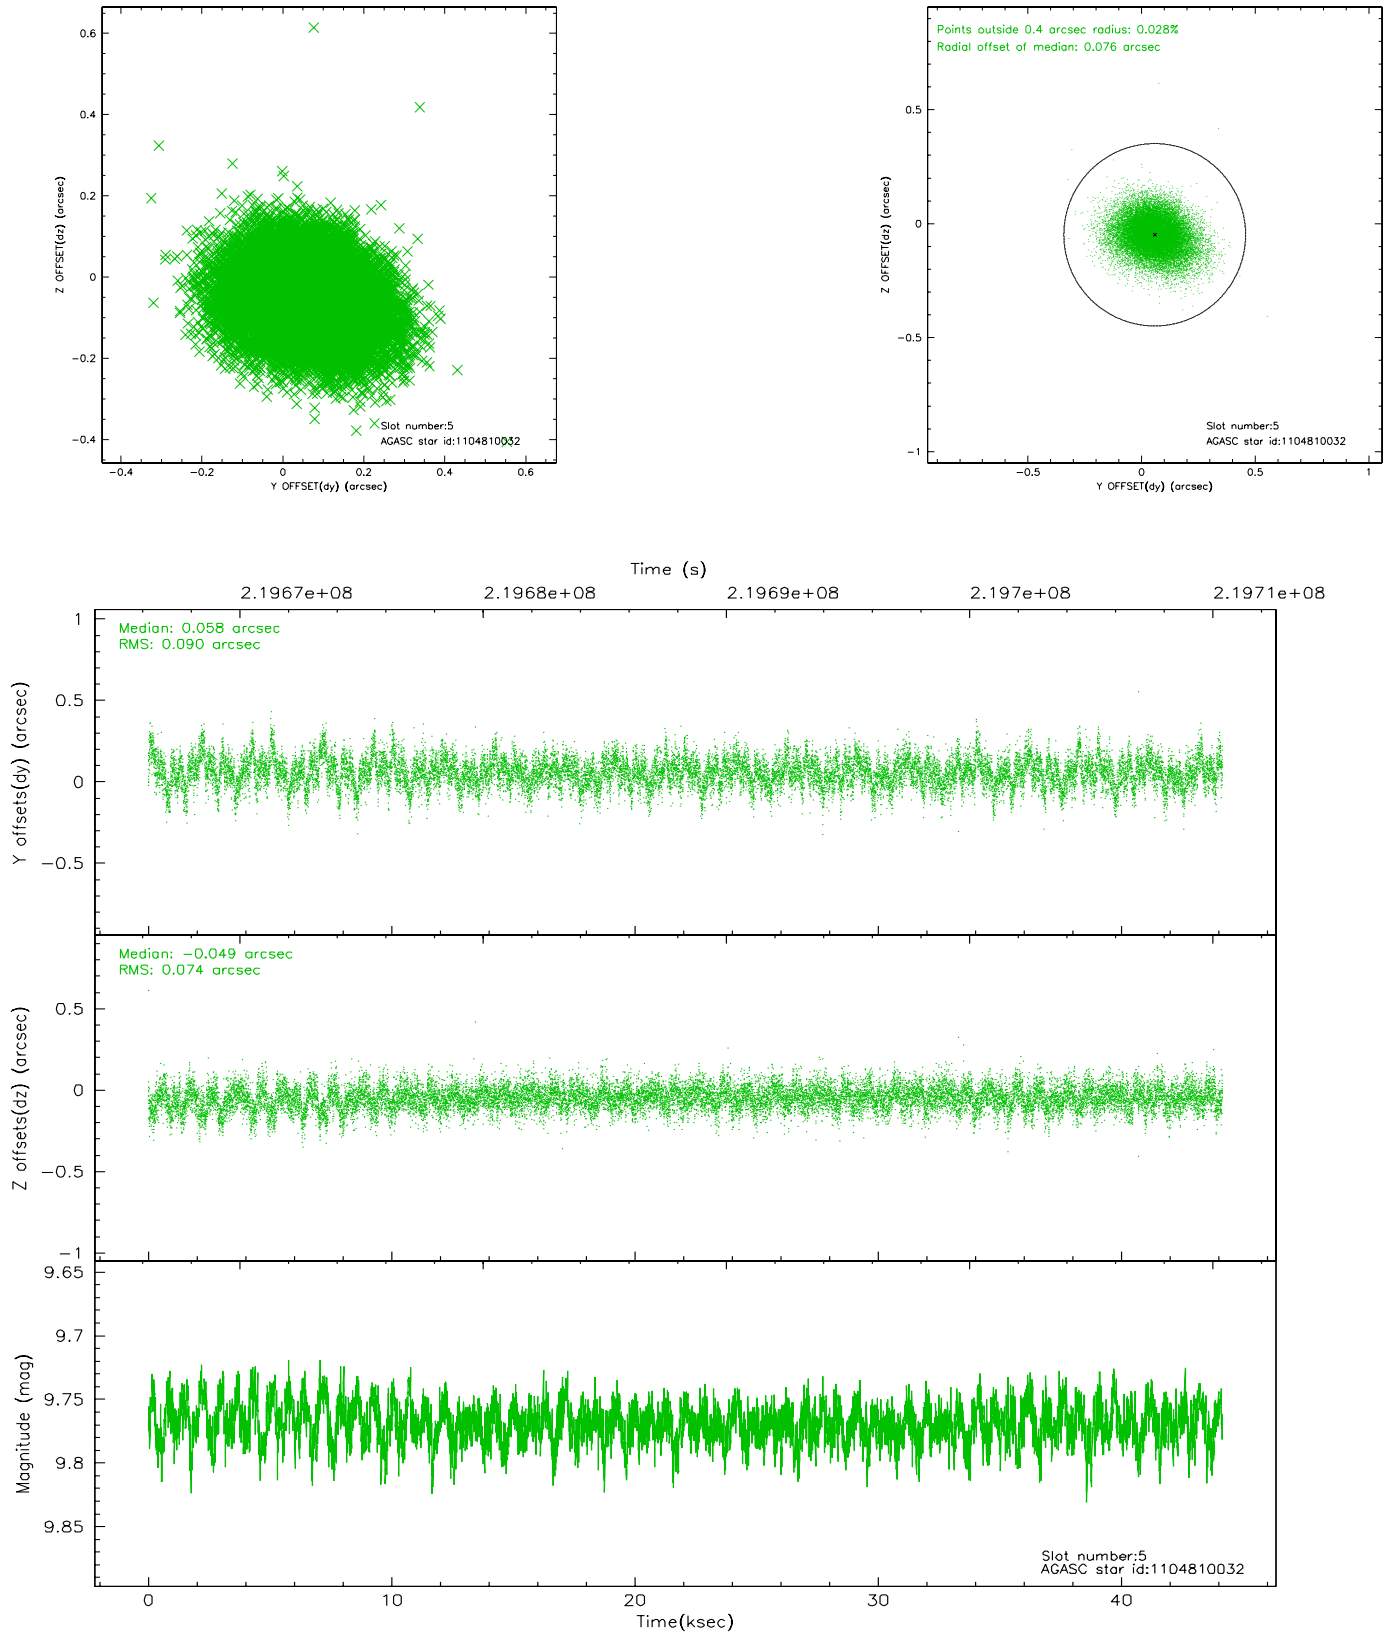 0.6
0.4
0.2
0
−0.2
−0.4
Z OFFSET(dz) (arcsec)
Slot number:5
AGASC star id:1104810032
−0.4 −0.2 0 0.2 0.4 0.6
Y OFFSET(dy) (arcsec)
Points outside 0.4 arcsec radius: 0.028%
Radial offset of median: 0.076 arcsec
0.5
0
−0.5
−1
Z OFFSET(dz) (arcsec)
Slot number:5
AGASC star id:1104810032
−0.5 0 0.5 1
Y OFFSET(dy) (arcsec)
Time (s)
2.1967e+08 2.1968e+08 2.1969e+08 2.197e+08 2.1971e+08
Median: 0.058 arcsec
RMS: 0.090 arcsec
1
0.5
0
−0.5
Y offsets(dy) (arcsec)
Median: −0.049 arcsec
RMS: 0.074 arcsec
0.5
0
−0.5
−1
Z offsets(dz) (arcsec)
9.65
9.7
9.75
9.8
9.85
Magnitude (mag)
Slot number:5
AGASC star id:1104810032
0 10 20 30 40
Time(ksec)